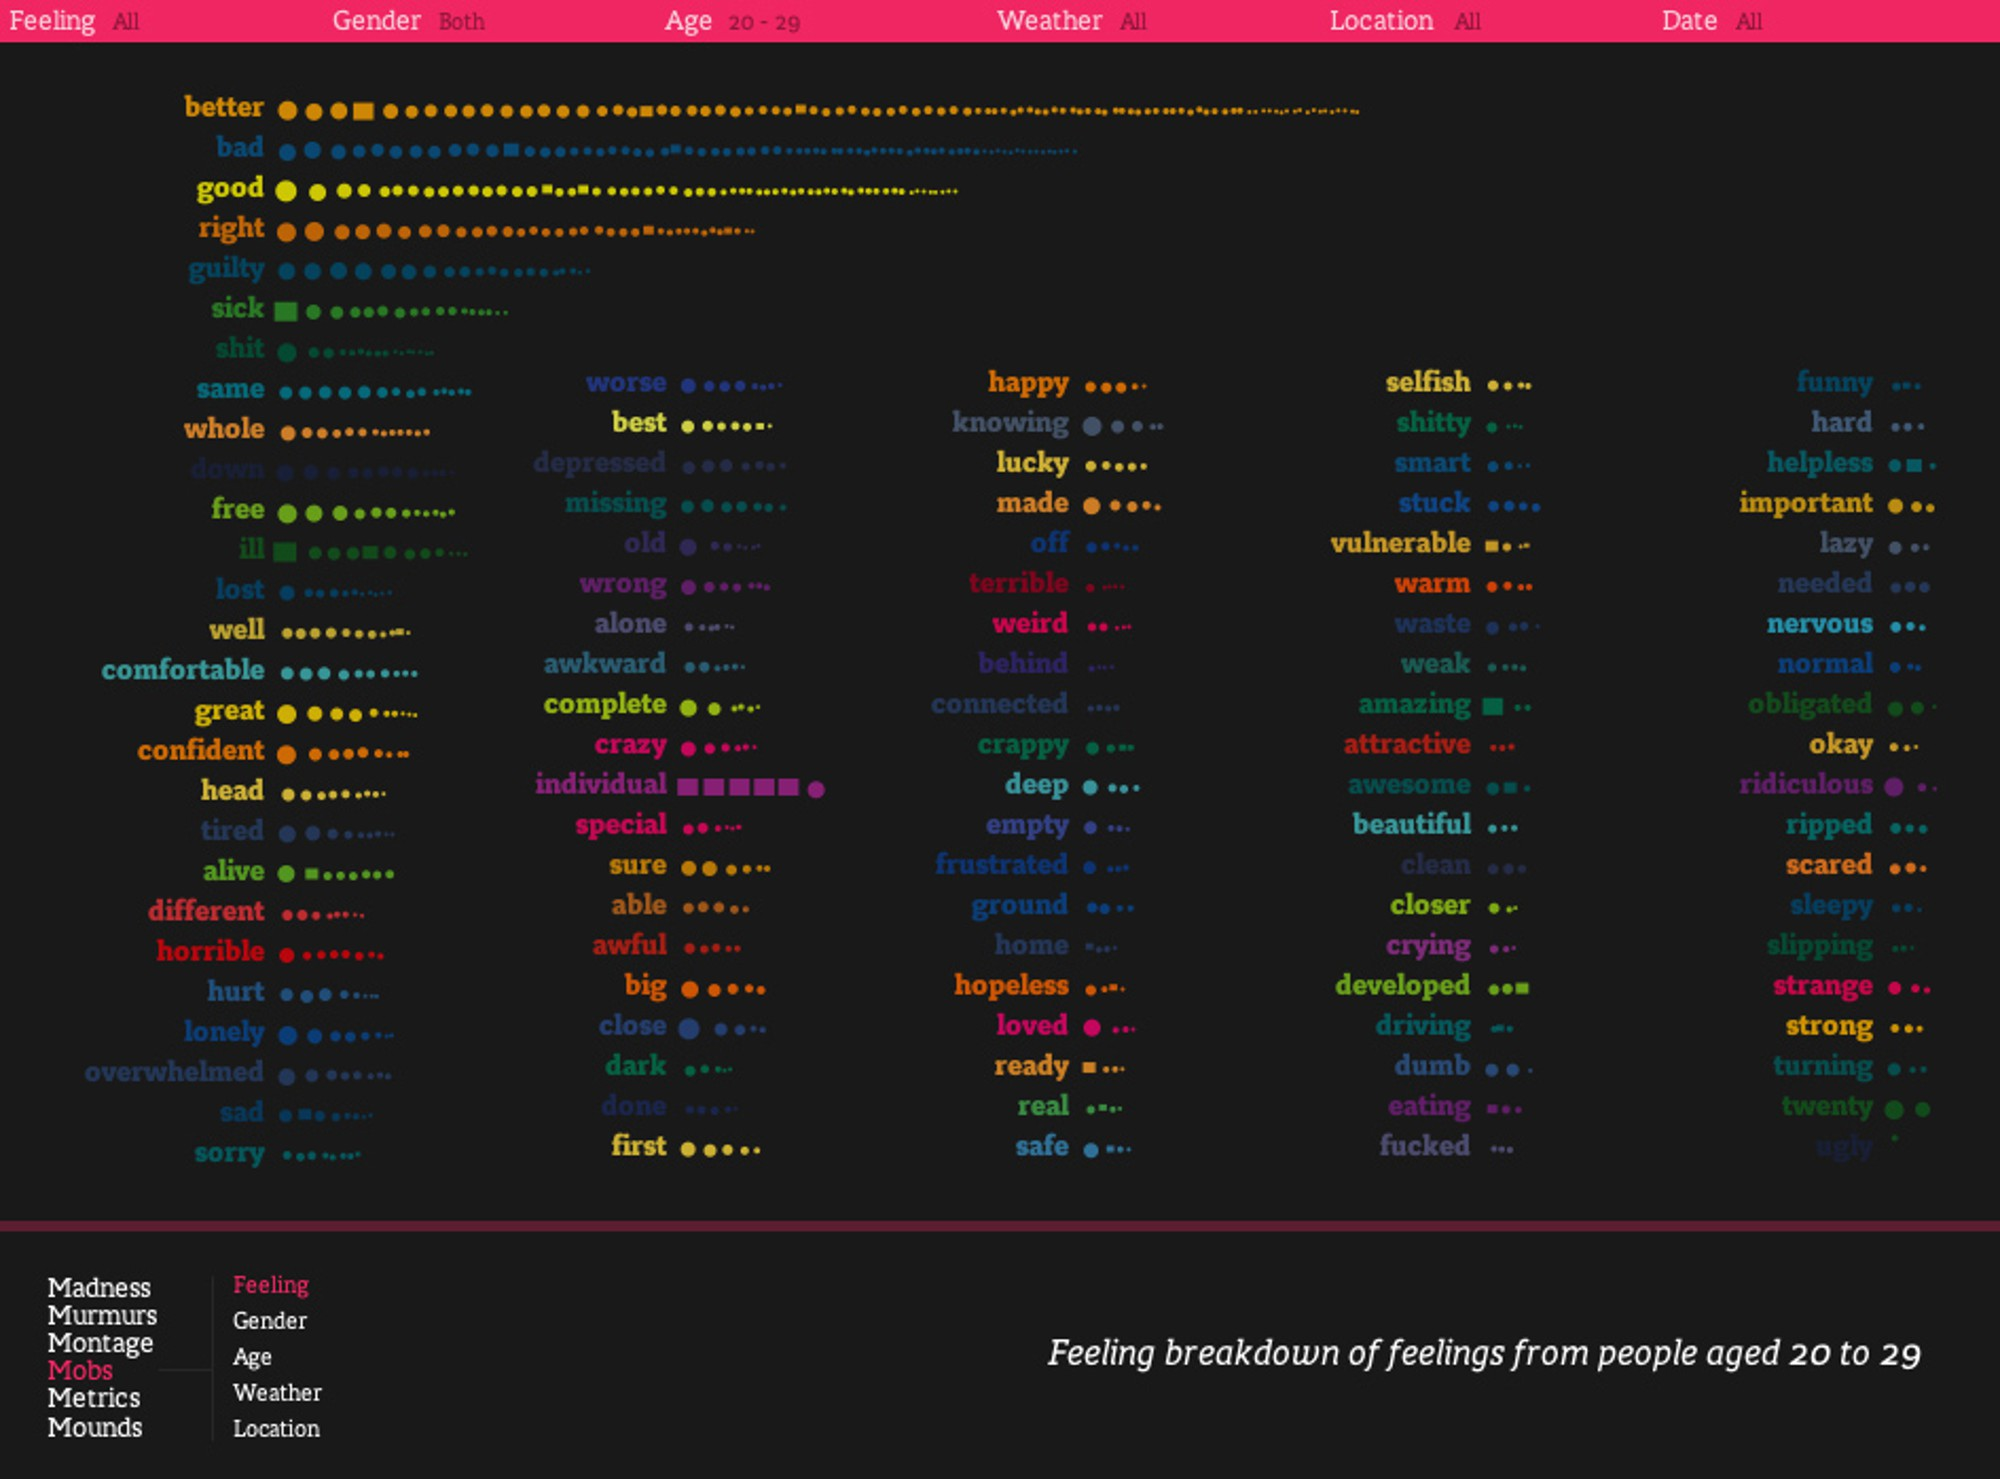 Feeling All Gender Both Age 20 - 29 Weather All Location All Date All
better
bad
good
right
guilty
sick
shit
same
whole
down
free
ill
lost
well
comfortable
great
confident
head
tired
alive
different
horrible
hurt
lonely
overwhelmed
sad
sorry
worse
best
depressed
missing
old
wrong
alone
awkward
complete
crazy
individual
special
sure
able
awful
big
close
dark
done
first
happy
knowing
lucky
made
off
terrible
weird
behind
connected
crappy
deep
empty
frustrated
ground
home
hopeless
loved
ready
real
safe
selfish
shitty
smart
stuck
vulnerable
warm
waste
weak
amazing
attractive
awesome
beautiful
clean
closer
crying
developed
driving
dumb
eating
fucked
funny
hard
helpless
important
lazy
needed
nervous
normal
obligated
okay
ridiculous
ripped
scared
sleepy
slipping
strange
strong
turning
twenty
ugly
Madness
Murmurs
Montage
Mobs
Metrics
Mounds
Feeling
Gender
Age
Weather
Location
Feeling breakdown of feelings from people aged 20 to 29